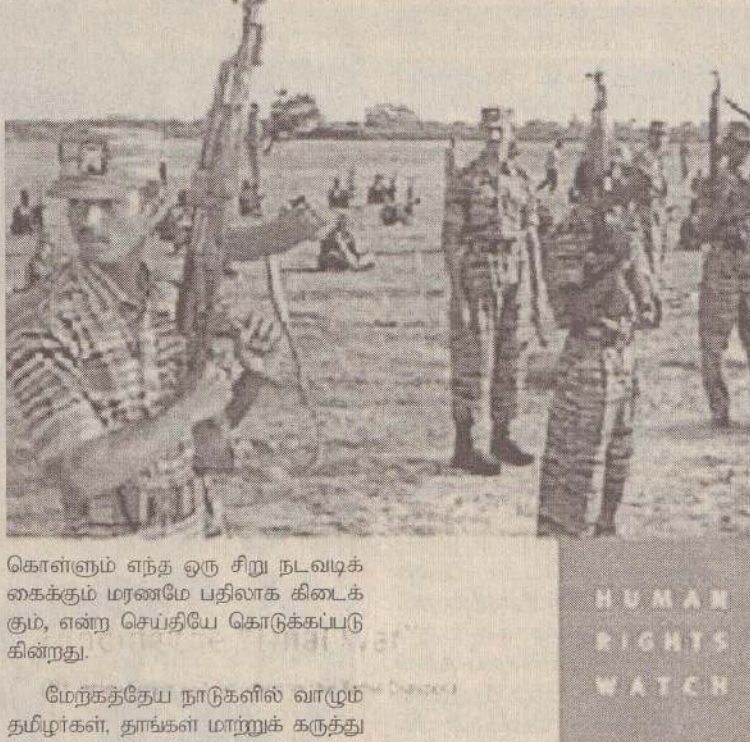 கொள்ளும் எந்த ஒரு சிறு நடவடிக்
கைக்கும் மரணமே பதிலாக கிடைக்
கும், என்ற செய்தியே கொடுக்கப்படு
கின்றது.
மேற்கத்தேய நாடுகளில் வாழும்
தமிழர்கள், தாங்கள் மாற்றுக் கருத்து
HUMAN
RIGHTS
WATCH